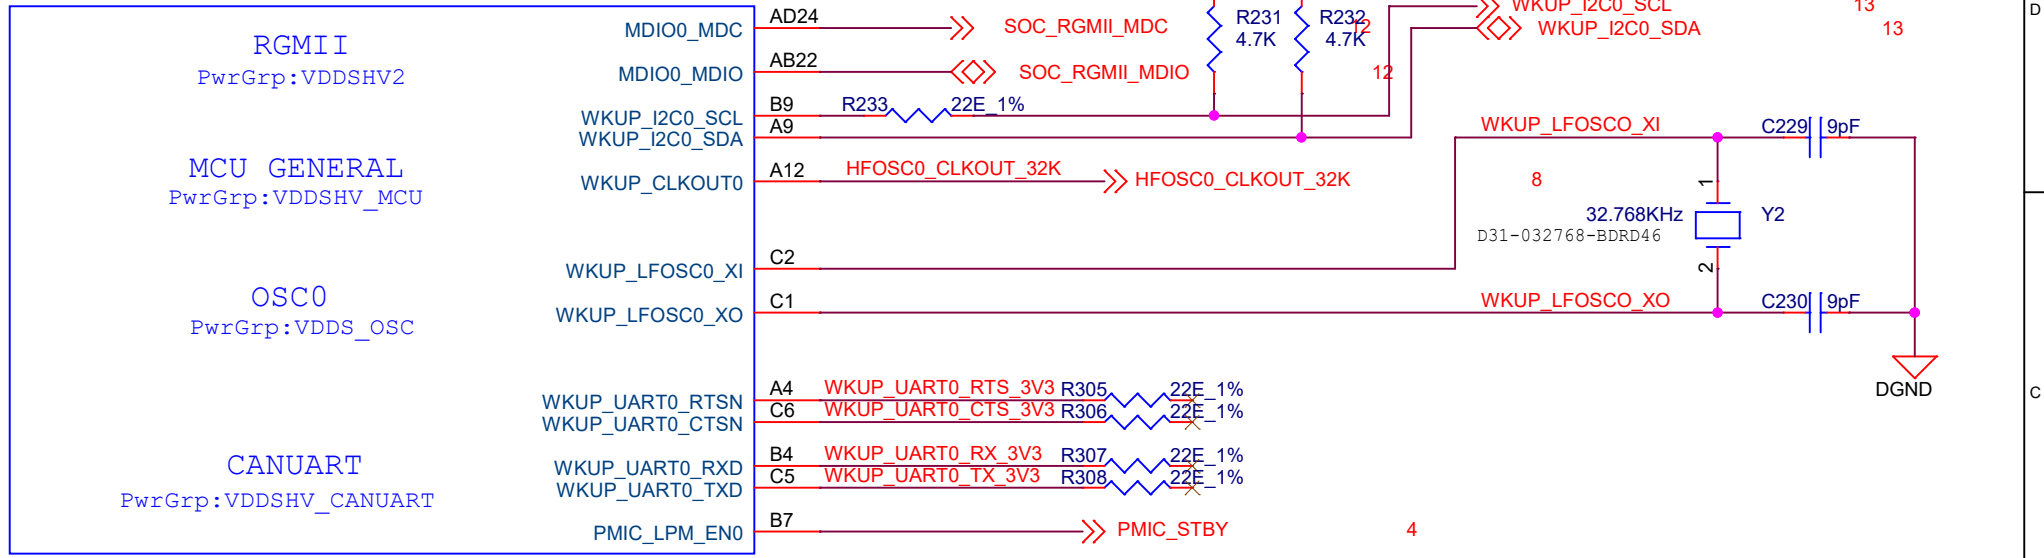 RGMII
PwrGrp:VDDSHV2
MCU GENERAL
PwrGrp:VDDSHV_MCU
OSC0
PwrGrp:VDDS_OSC
CANUART
PwrGrp:VDDSHV_CANUART
MDIO0_MDC AD24 SOC_RGMII_MDC 12
MDIO0_MDIO AB22 SOC_RGMII_MDIO 12
WKUP_I2C0_SCL B9 R233 22E_1%
WKUP_I2C0_SDA A9
R231
4.7K
R232
4.7K
WKUP_I2C0_SCL 13
WKUP_I2C0_SDA 13
WKUP_CLKOUT0 A12 HFOSC0_CLKOUT_32K HFOSC0_CLKOUT_32K 8
WKUP_LFOSC0_XI C2
WKUP_LFOSC0_XO C1
WKUP_LFOSCO_XI C229 9pF
1
32.768KHz Y2
D31-032768-BDRD46
2
WKUP_LFOSCO_XO C230 9pF
DGND
WKUP_UART0_RTSN A4 WKUP_UART0_RTS_3V3 R305 22E_1%
WKUP_UART0_CTSN C6 WKUP_UART0_CTS_3V3 R306 22E_1%
WKUP_UART0_RXD B4 WKUP_UART0_RX_3V3 R307 22E_1%
WKUP_UART0_TXD C5 WKUP_UART0_TX_3V3 R308 22E_1%
PMIC_LPM_EN0 B7 PMIC_STBY 4
D
C